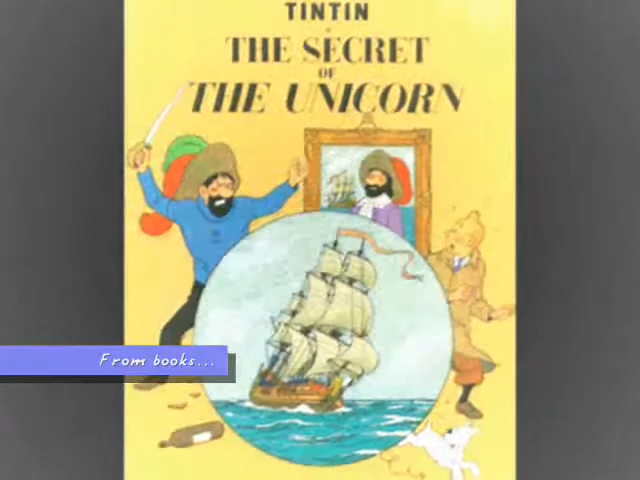 TINTIN
THE SECRET
OF
THE UNICORN
From books...